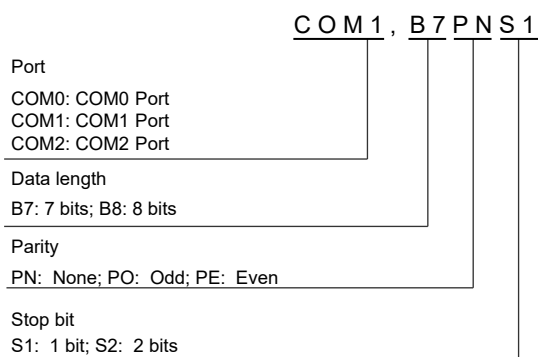 COM1, B7PNS1
Port
COM0: COM0 Port
COM1: COM1 Port
COM2: COM2 Port
Data length
B7: 7 bits; B8: 8 bits
Parity
PN: None; PO: Odd; PE: Even
Stop bit
S1: 1 bit; S2: 2 bits